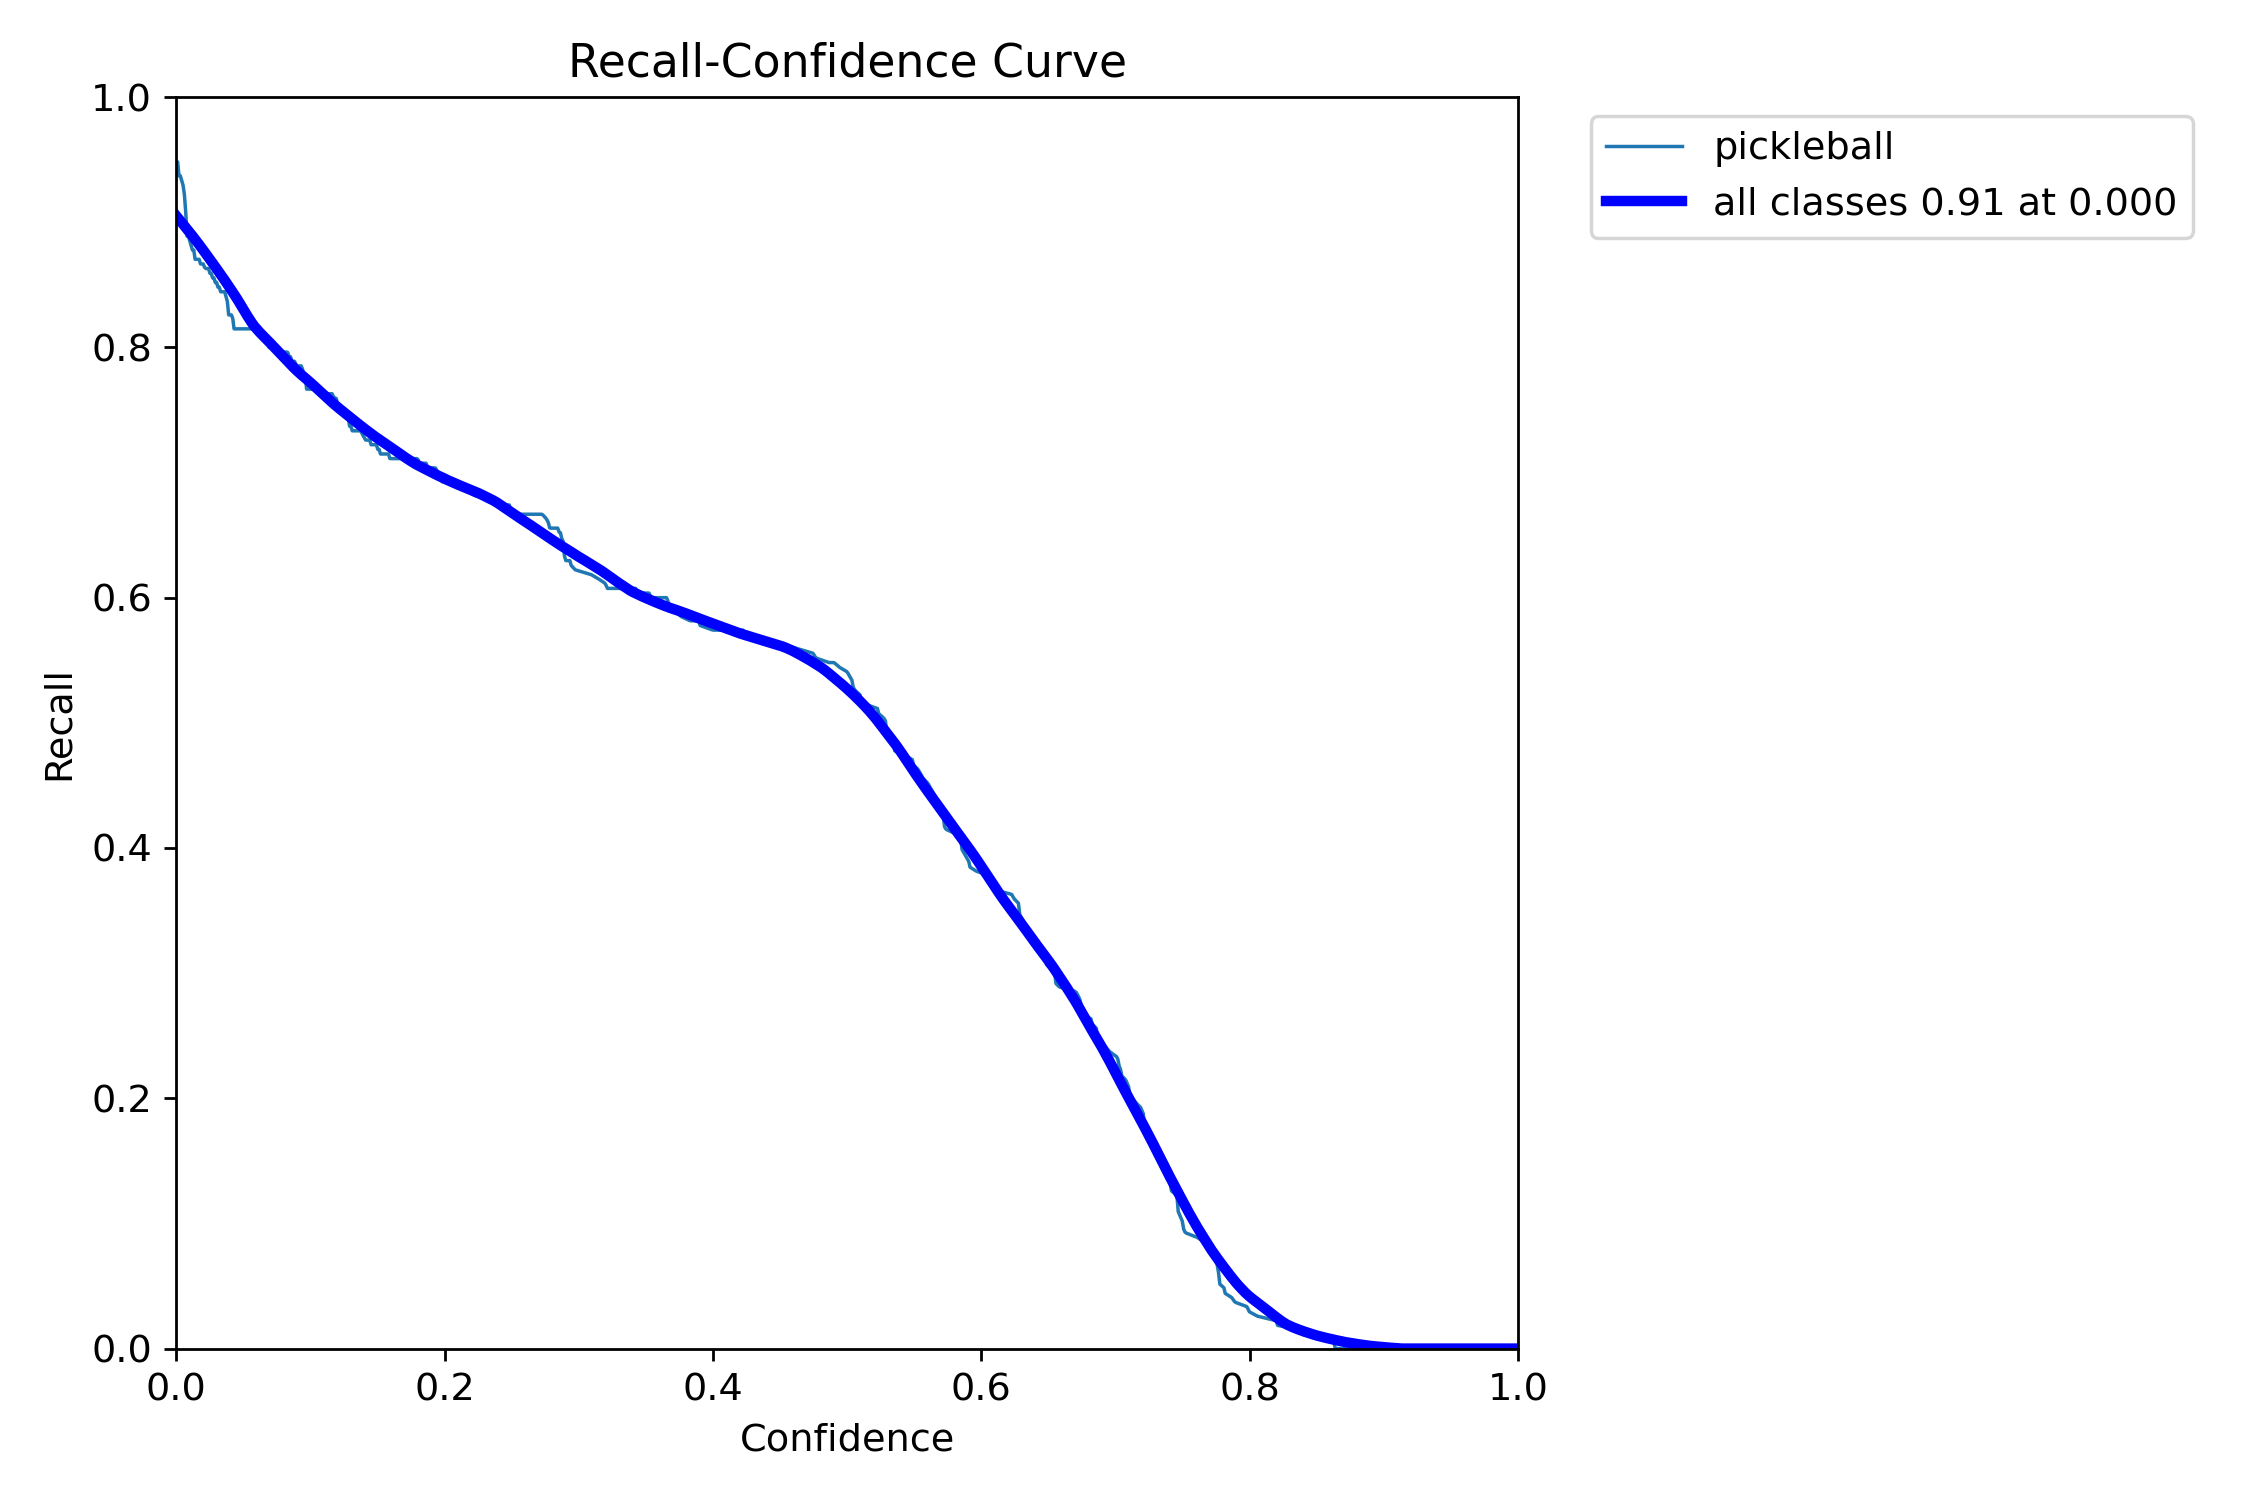 Recall-Confidence Curve
pickleball
all classes 0.91 at 0.000
Recall
1.0
0.8
0.6
0.4
0.2
0.0
0.0 0.2 0.4 0.6 0.8 1.0
Confidence